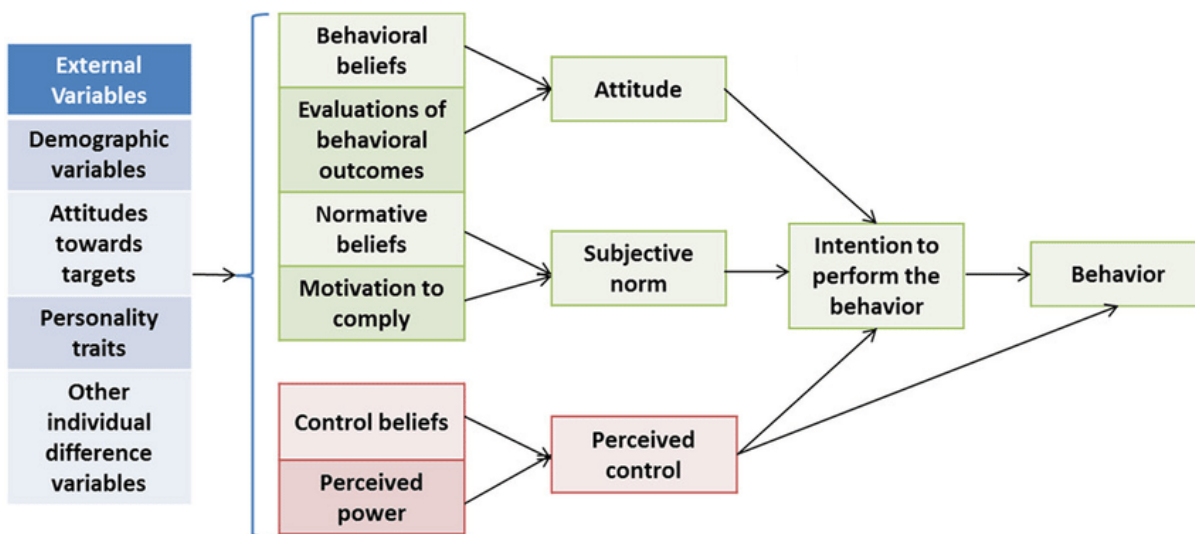 External
Variables
Demographic
variables
Attitudes
towards
targets
Personality
traits
Other
individual
difference
variables
Behavioral
beliefs
Evaluations of
behavioral
outcomes
Normative
beliefs
Motivation to
comply
Control beliefs
Perceived
power
Attitude
Subjective
norm
Perceived
control
Intention to
perform the
behavior
Behavior